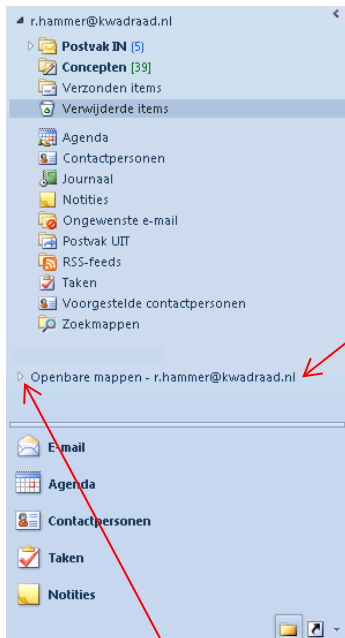 r.hammer@kwadraad.nl
Postvak IN (5)
Concepten [39]
Verzonden items
Verwijderde items
Agenda
Contactpersonen
Journaal
Notities
Ongewenste e-mail
Postvak UIT
RSS-feeds
Taken
Voorgestelde contactpersonen
Zoekmappen
Openbare mappen - r.hammer@kwadraad.nl
E-mail
Agenda
Contactpersonen
Taken
Notities